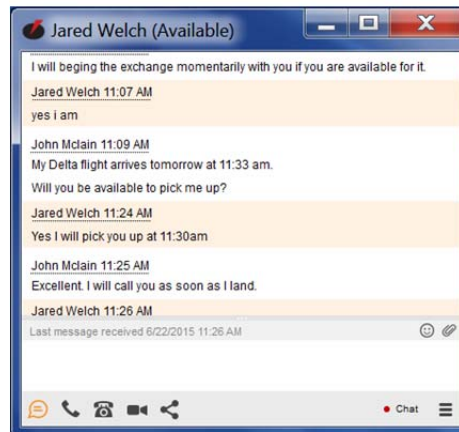 Jared Welch (Available)
I will beging the exchange momentarily with you if you are available for it.
Jared Welch 11:07 AM
yes i am
John Mclain 11:09 AM
My Delta flight arrives tomorrow at 11:33 am.
Will you be available to pick me up?
Jared Welch 11:24 AM
Yes I will pick you up at 11:30am
John Mclain 11:25 AM
Excellent. I will call you as soon as I land.
Jared Welch 11:26 AM
Last message received 6/22/2015 11:26 AM
Chat